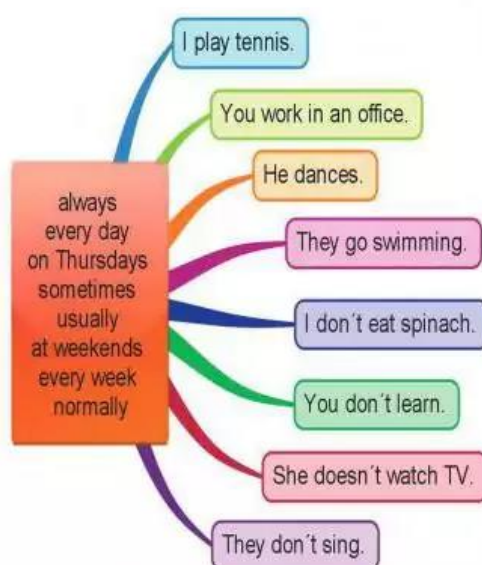 I play tennis.
You work in an office.
He dances.
They go swimming.
always
every day
on Thursdays
sometimes
usually
at weekends
every week
normally
I don´t eat spinach.
You don´t learn.
She doesn´t watch TV.
They don´t sing.